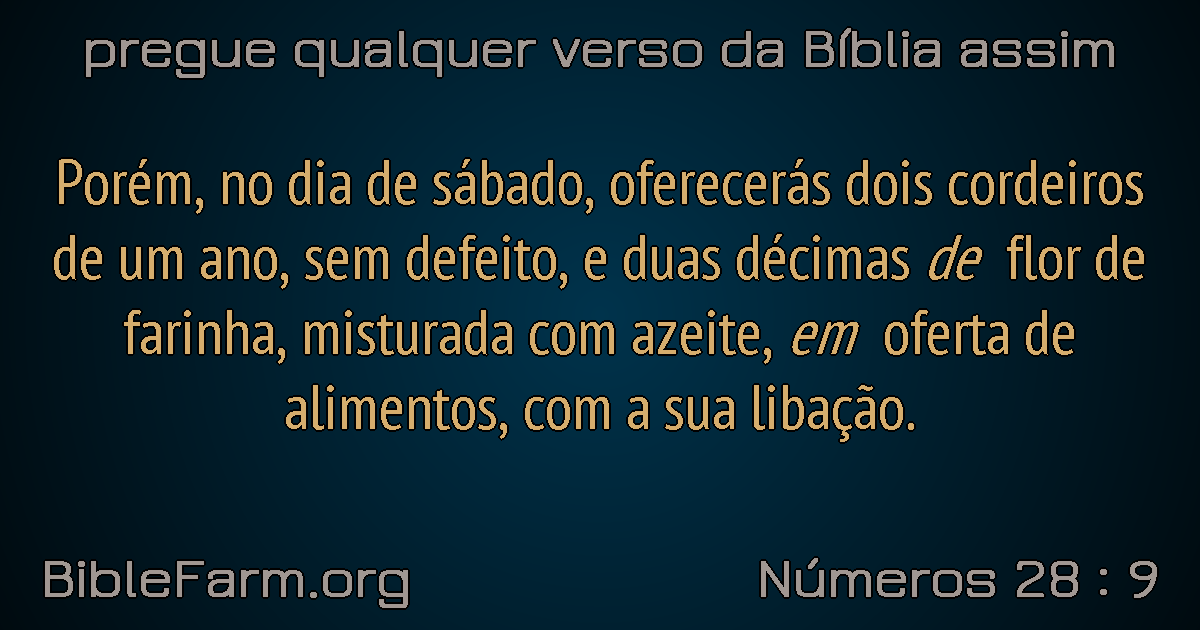 pregue qualquer verso da Bíblia assim
Porém, no dia de sábado, oferecerás dois cordeiros
de um ano, sem defeito, e duas décimas de flor de
farinha, misturada com azeite, em oferta de
alimentos, com a sua libação.
BibleFarm.org
Números 28 : 9